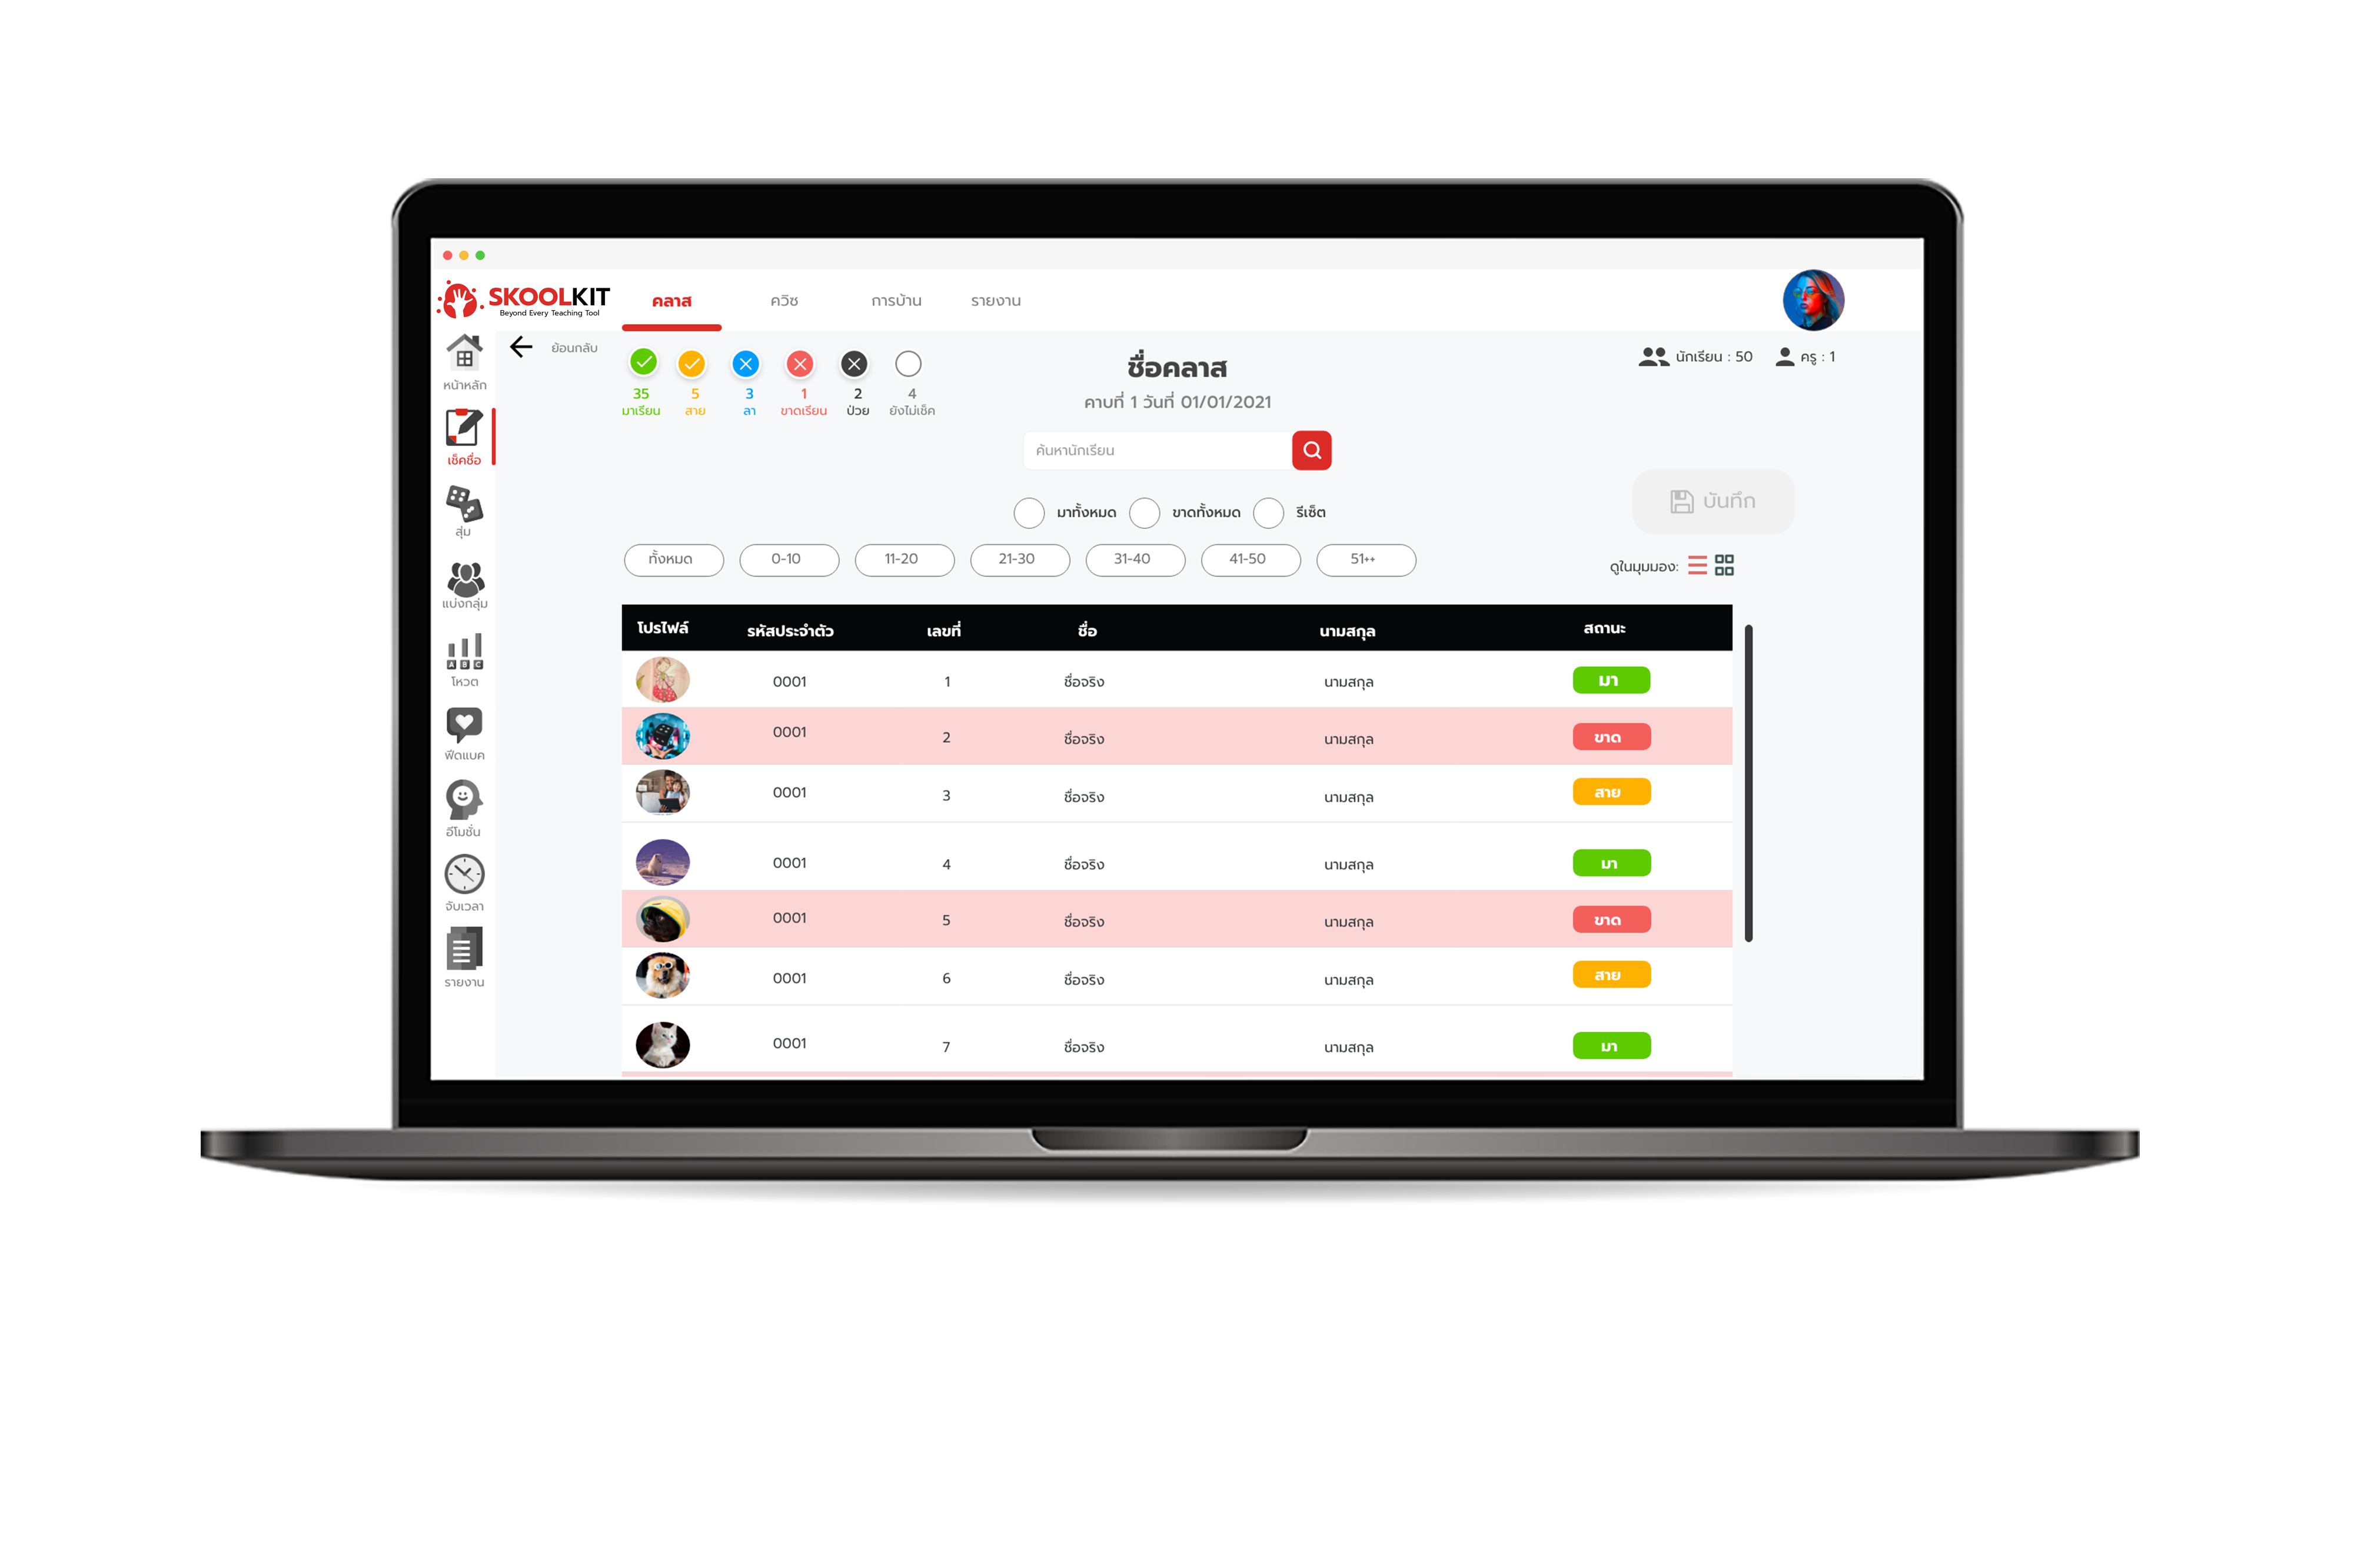 SKOOLKIT
Beyond Every Teaching Tool
คลาส ควิซ การบ้าน รายงาน
ย้อนกลับ
35 5 3 1 2 4
มาเรียน สาย ลา ขาดเรียน ป่วย ยังไม่เช็ค
ชื่อคลาส
คาบที่ 1 วันที่ 01/01/2021
นักเรียน : 50 ครู : 1
ค้นหานักเรียน
มาทั้งหมด ขาดทั้งหมด รีเซ็ต
บันทึก
ทั้งหมด 0-10 11-20 21-30 31-40 41-50 51++
ดูในมุมมอง:
หน้าหลัก
เช็คชื่อ
สุ่ม
แบ่งกลุ่ม
A B C
โหวต
ฟีดแบค
อีโมชั่น
จับเวลา
รายงาน
โปรไฟล์ รหัสประจำตัว เลขที่ ชื่อ นามสกุล สถานะ
0001 1 ชื่อจริง นามสกุล มา
0001 2 ชื่อจริง นามสกุล ขาด
0001 3 ชื่อจริง นามสกุล สาย
0001 4 ชื่อจริง นามสกุล มา
0001 5 ชื่อจริง นามสกุล ขาด
0001 6 ชื่อจริง นามสกุล สาย
0001 7 ชื่อจริง นามสกุล มา